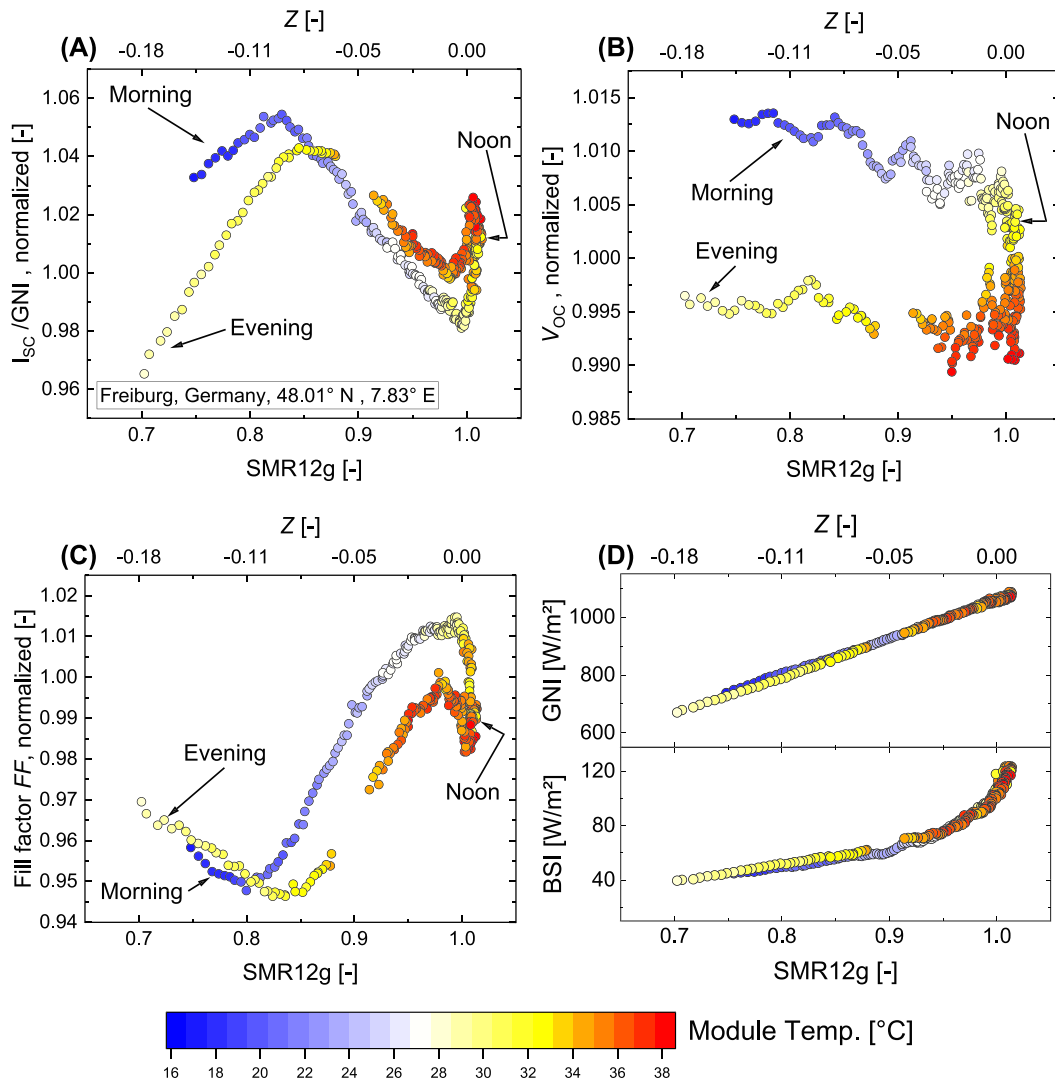 Z [-]
(A)
-0.18 -0.11 -0.05 0.00
1.06
1.04
1.02
1.00
0.98
0.96
I_SC /GNI , normalized [-]
Morning
Noon
Evening
Freiburg, Germany, 48.01° N , 7.83° E
0.7 0.8 0.9 1.0
SMR12g [-]
Z [-]
(B)
-0.18 -0.11 -0.05 0.00
1.015
1.010
1.005
1.000
0.995
0.990
0.985
V_OC , normalized [-]
Noon
Morning
Evening
0.7 0.8 0.9 1.0
SMR12g [-]
Z [-]
(C)
-0.18 -0.11 -0.05 0.00
1.02
1.01
1.00
0.99
0.98
0.97
0.96
0.95
0.94
Fill factor FF, normalized [-]
Evening
Noon
Morning
0.7 0.8 0.9 1.0
SMR12g [-]
Z [-]
(D)
-0.18 -0.11 -0.05 0.00
1000
800
600
GNI [W/m²]
120
80
40
BSI [W/m²]
0.7 0.8 0.9 1.0
SMR12g [-]
Module Temp. [°C]
16 18 20 22 24 26 28 30 32 34 36 38